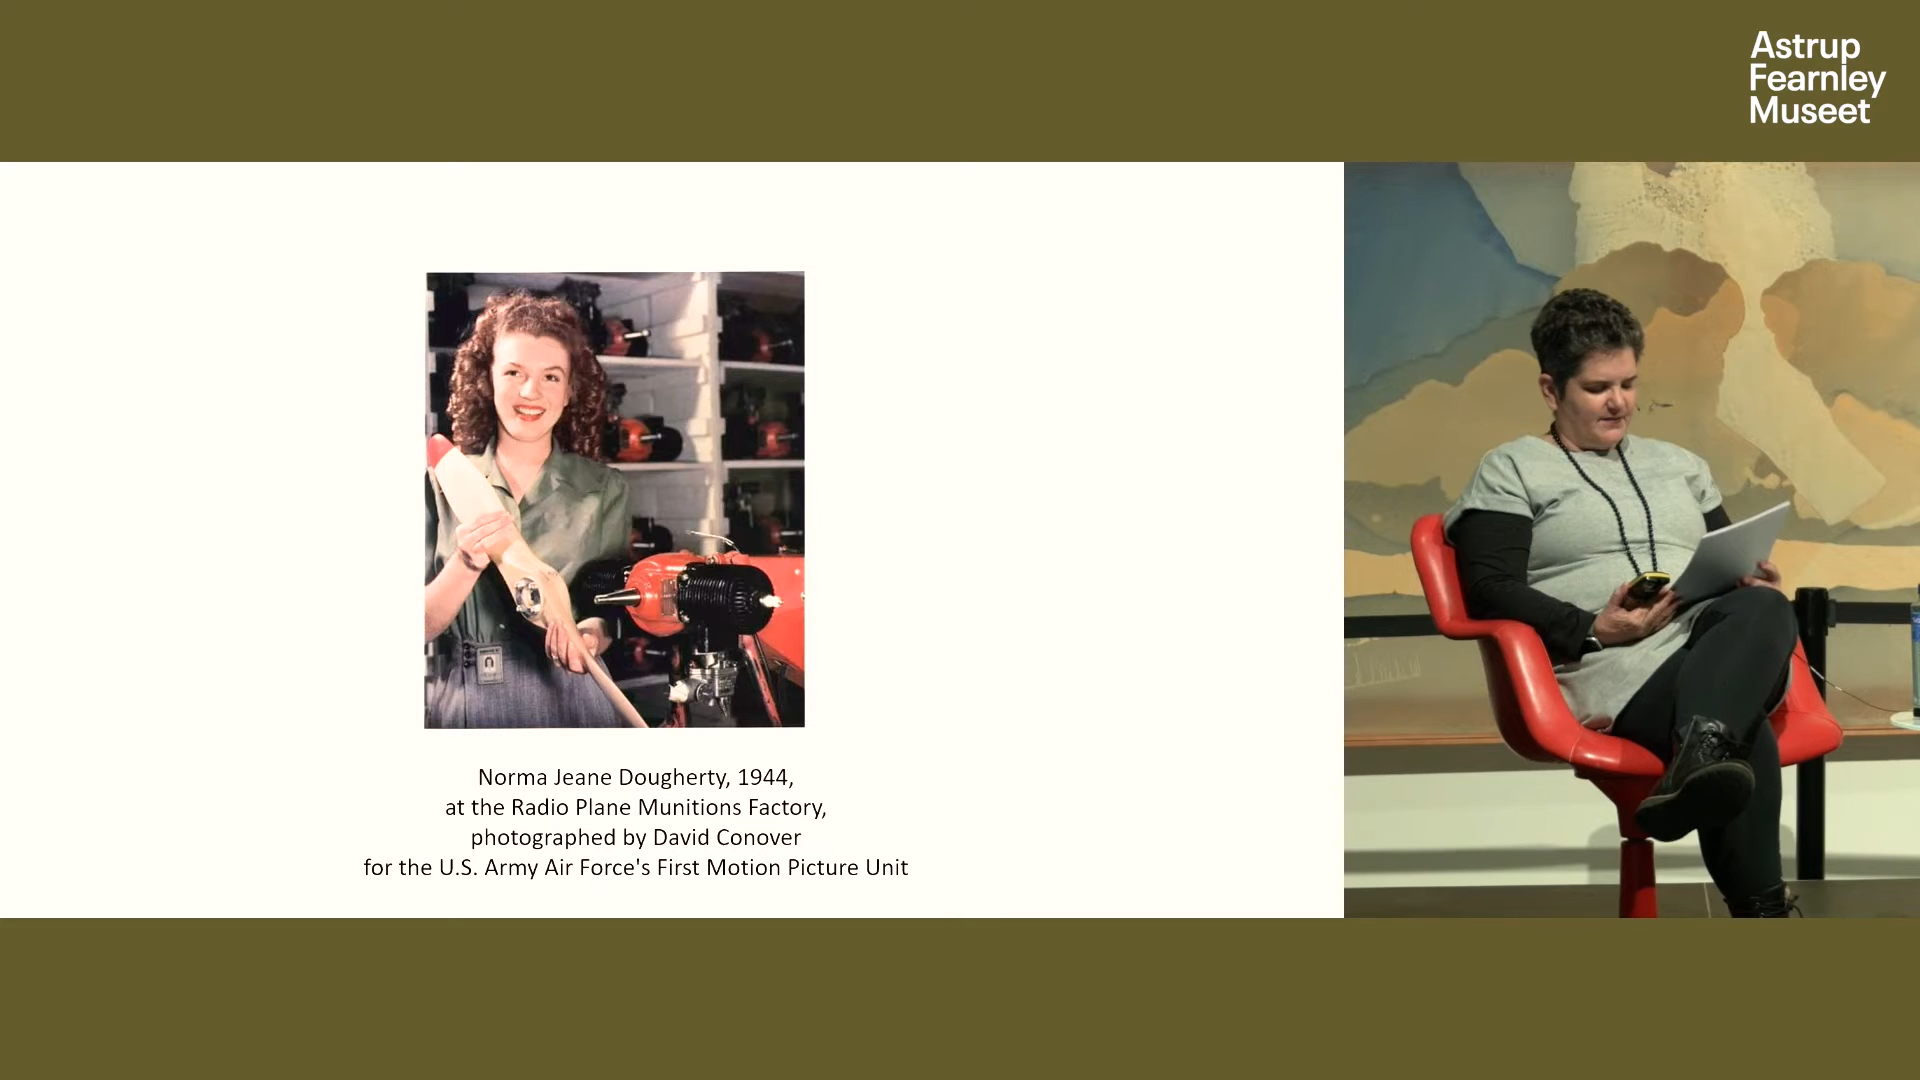 Astrup
Fearnley
Museet
Norma Jeane Dougherty, 1944,
at the Radio Plane Munitions Factory,
photographed by David Conover
for the U.S. Army Air Force's First Motion Picture Unit